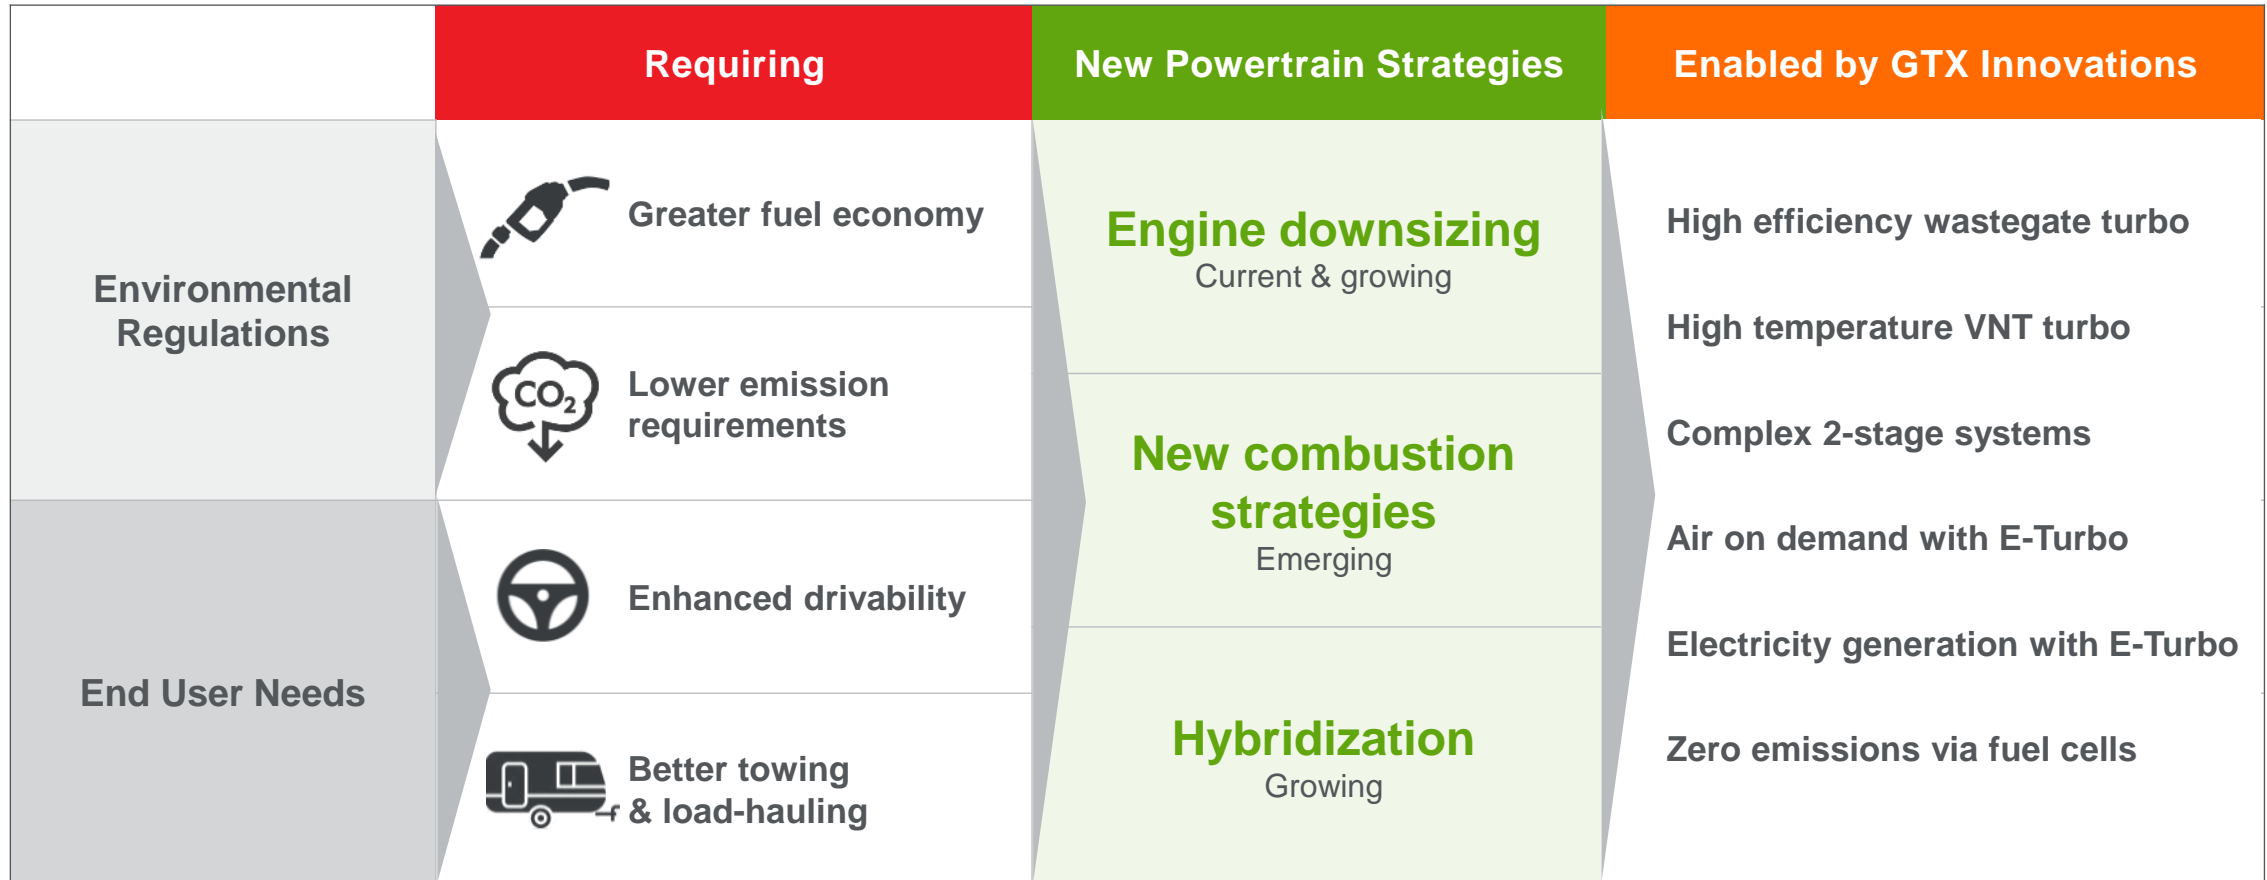 Requiring
New Powertrain Strategies
Enabled by GTX Innovations
Environmental
Regulations
Greater fuel economy
CO2
Lower emission
requirements
End User Needs
Enhanced drivability
Better towing
& load-hauling
Engine downsizing
Current & growing
New combustion
strategies
Emerging
Hybridization
Growing
High efficiency wastegate turbo
High temperature VNT turbo
Complex 2-stage systems
Air on demand with E-Turbo
Electricity generation with E-Turbo
Zero emissions via fuel cells